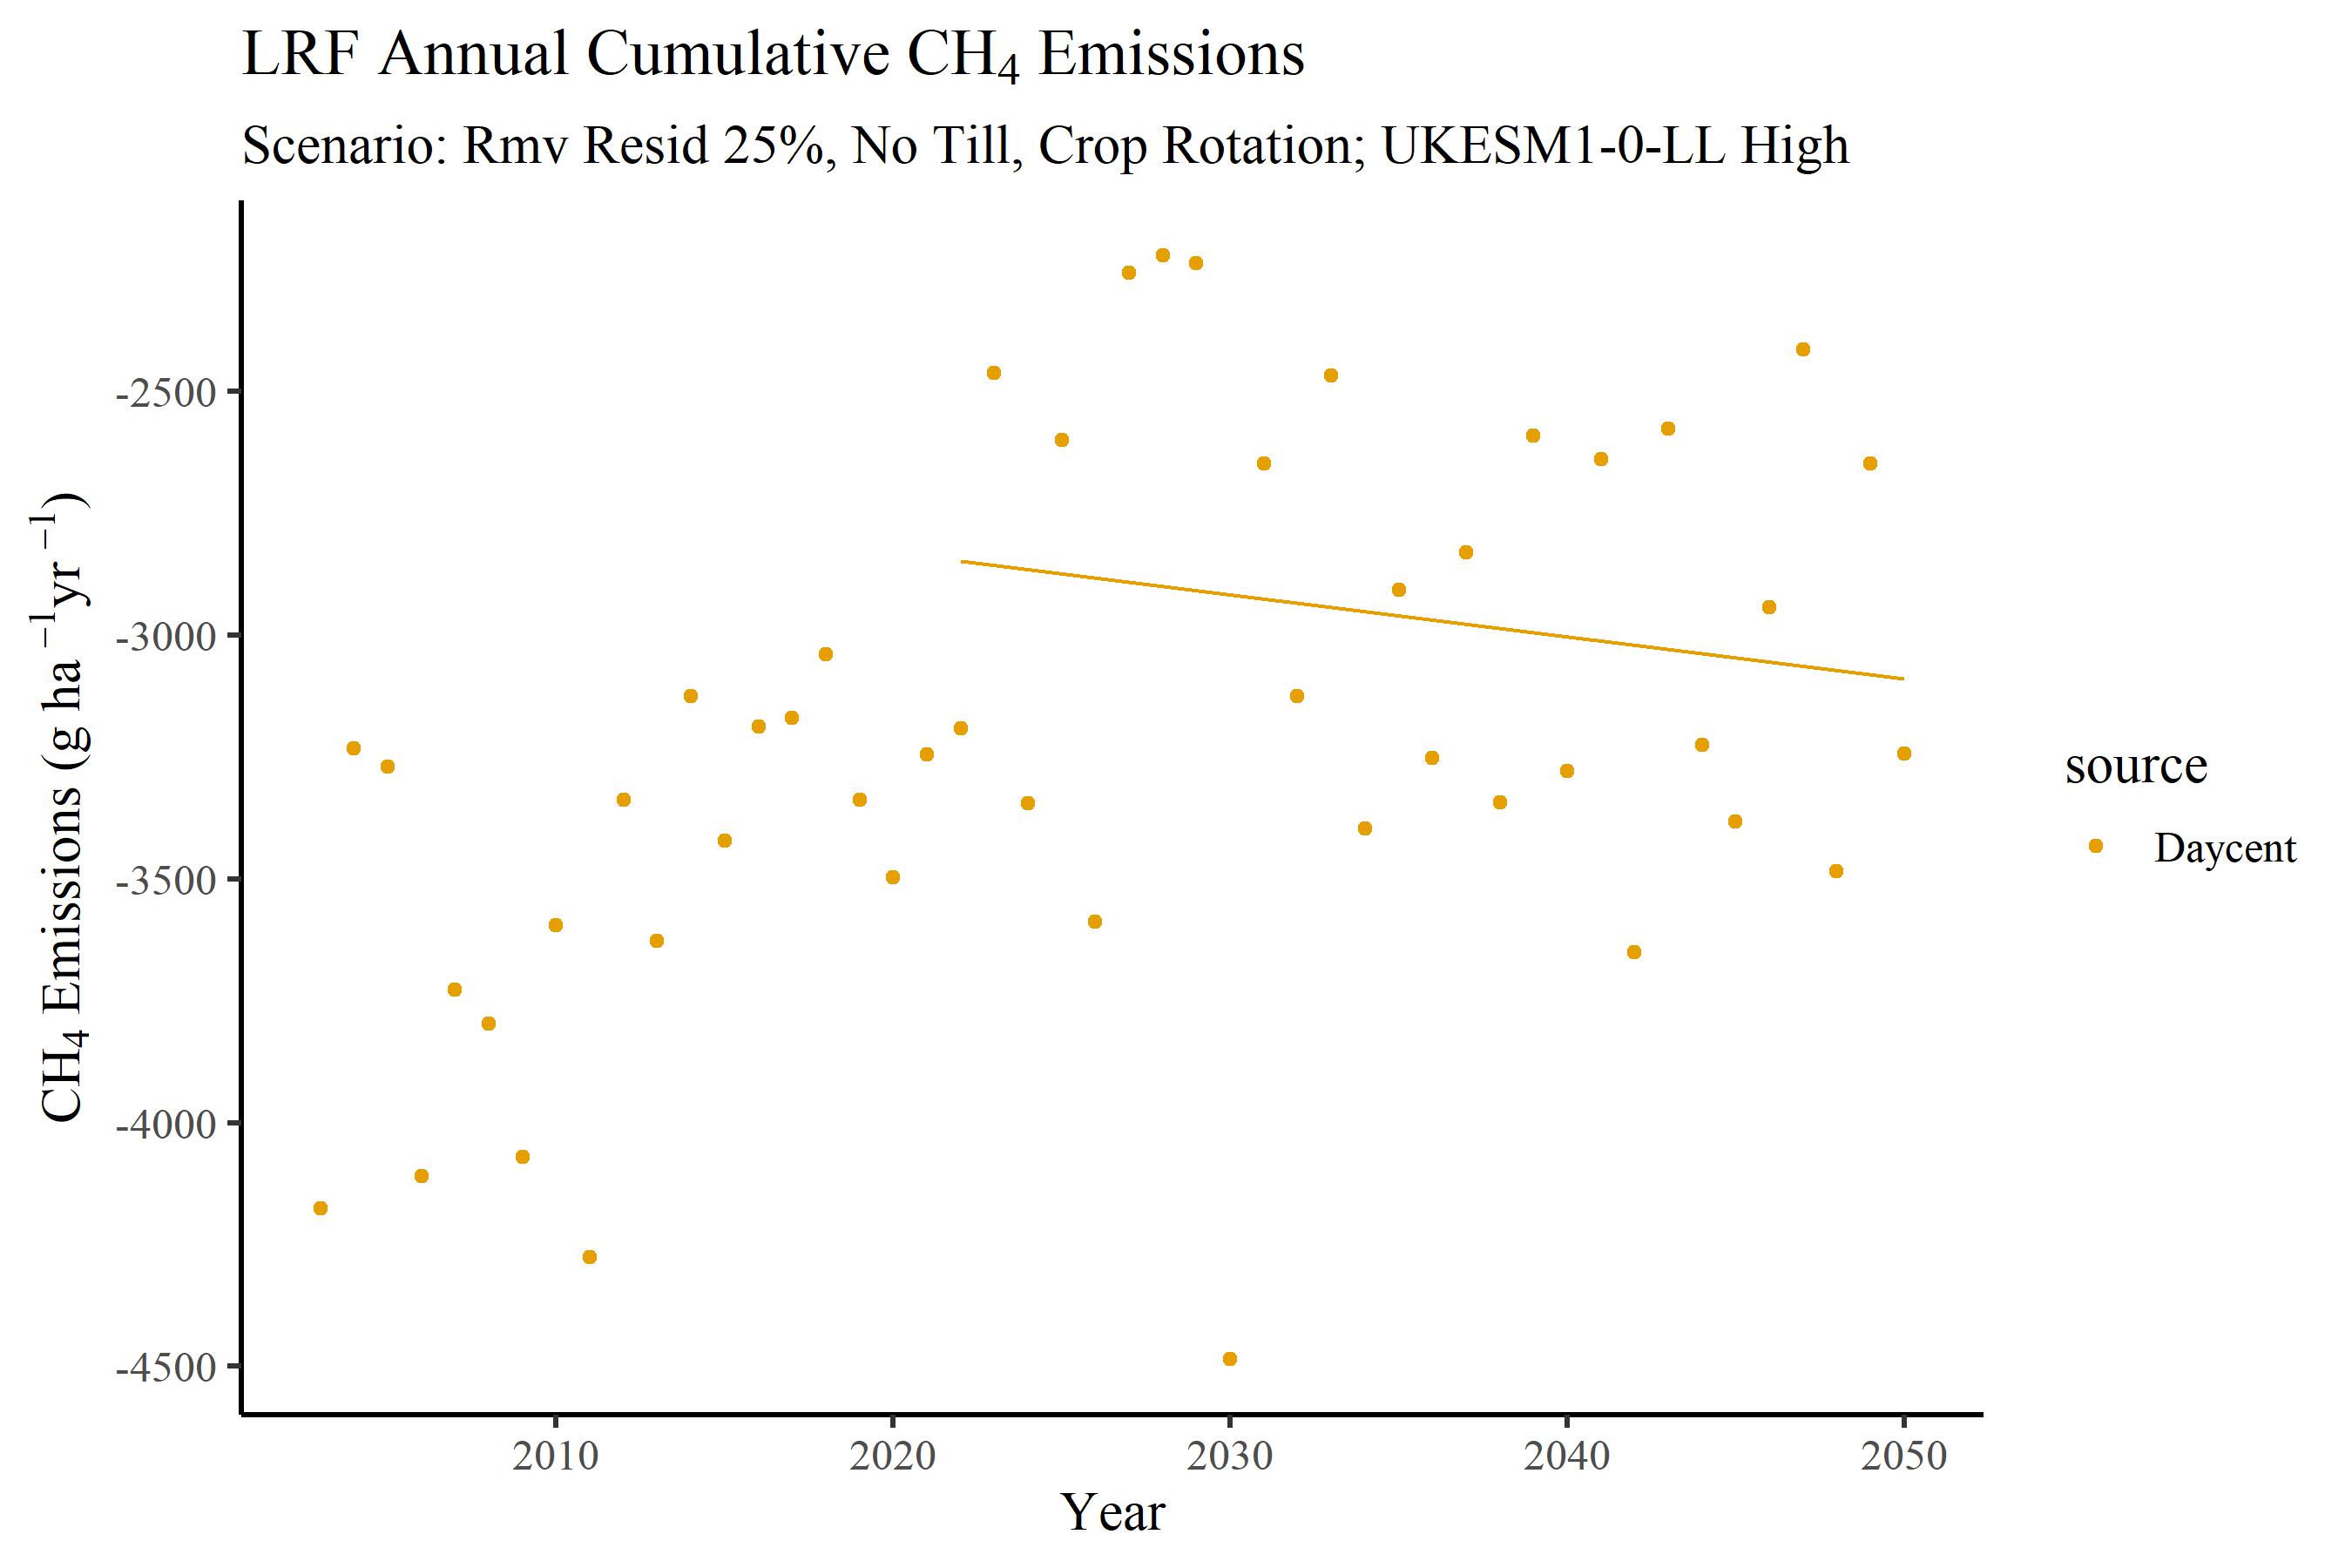 LRF Annual Cumulative CH₄ Emissions
Scenario: Rmv Resid 25%, No Till, Crop Rotation; UKESM1-0-LL High
CH₄ Emissions (g ha ⁻¹yr ⁻¹)
-2500
-3000
-3500
-4000
-4500
2010
2020
2030
2040
2050
Year
source
Daycent